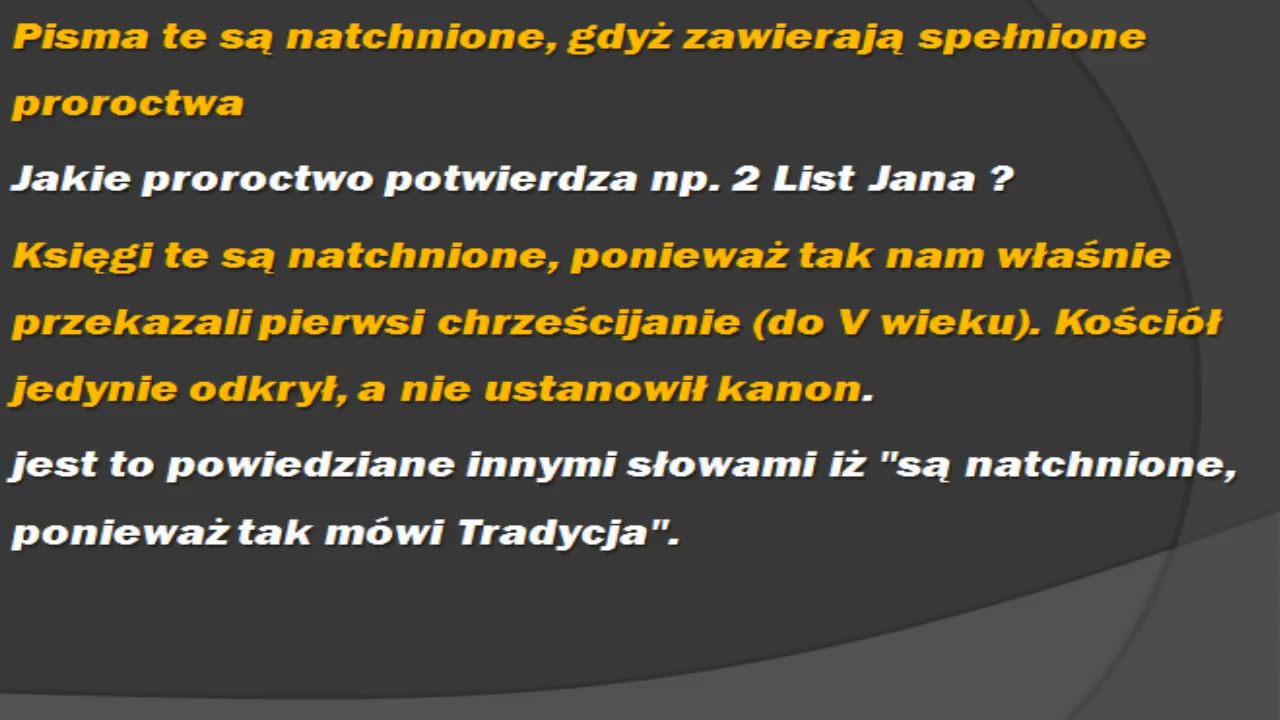 Pisma te są natchnione, gdyż zawierają spełnione
proroctwa
Jakie proroctwo potwierdza np. 2 List Jana ?
Księgi te są natchnione, ponieważ tak nam właśnie
przekazali pierwsi chrześcijanie (do V wieku). Kościół
jedynie odkrył, a nie ustanowił kanon.
jest to powiedziane innymi słowami iż "są natchnione,
ponieważ tak mówi Tradycja".